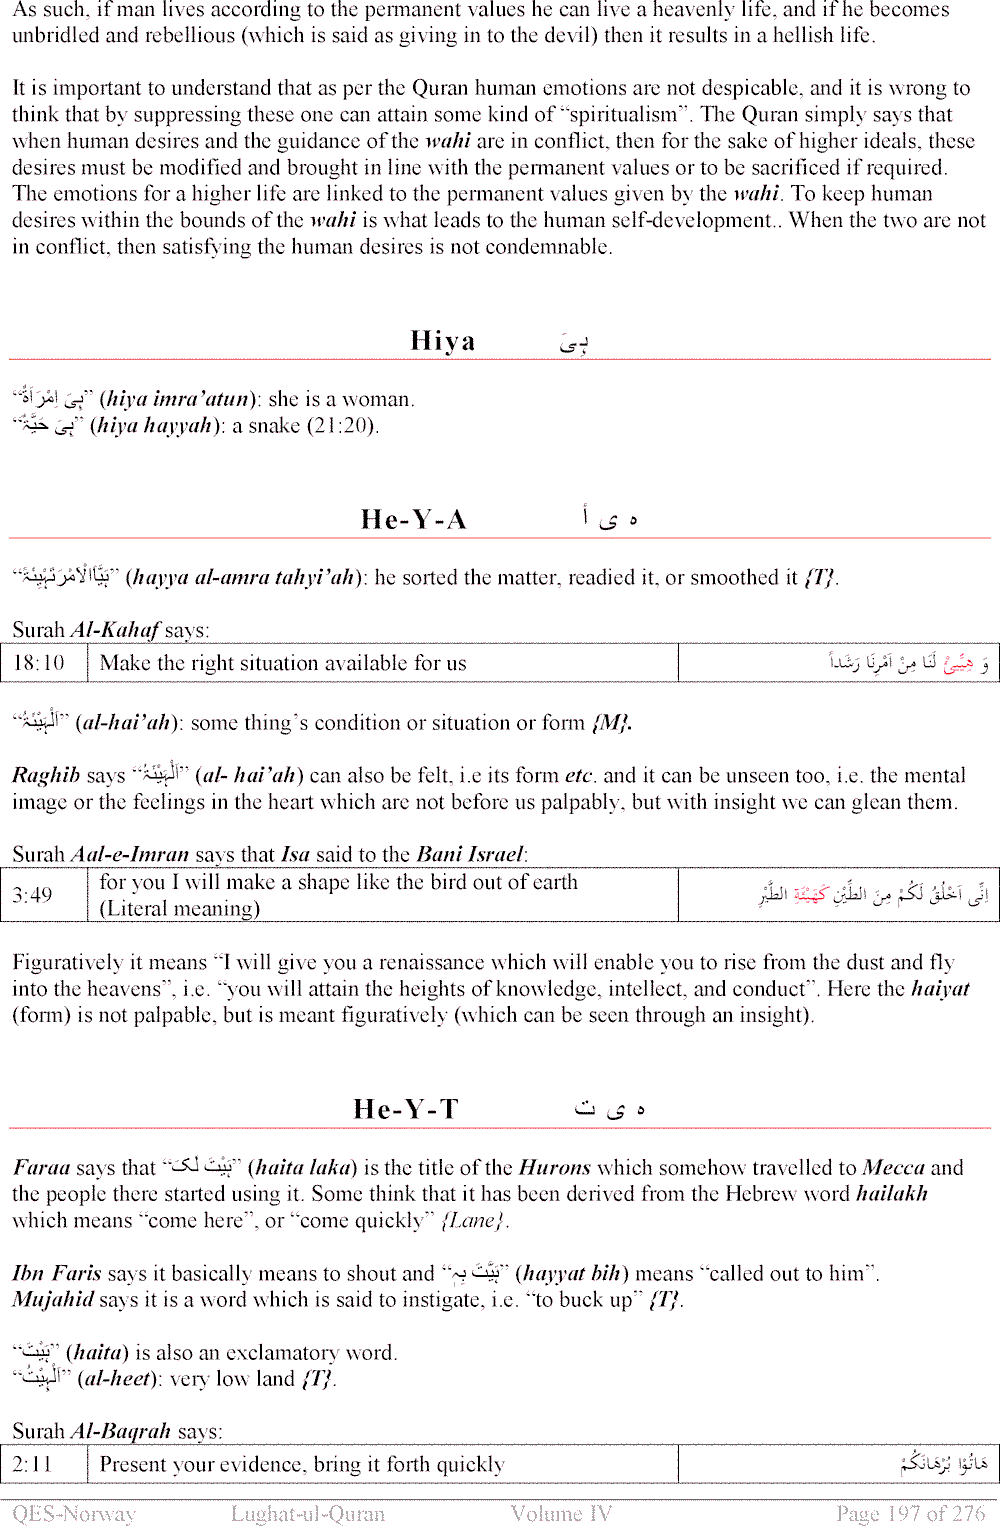 As such, if man lives according to the permanent values he can live a heavenly life, and if he becomes
unbridled and rebellious (which is said as giving in to the devil) then it results in a hellish life.
It is important to understand that as per the Quran human emotions are not despicable, and it is wrong to
think that by suppressing these one can attain some kind of “spiritualism”. The Quran simply says that
when human desires and the guidance of the wahi are in conflict, then for the sake of higher ideals, these
desires must be modified and brought in line with the permanent values or to be sacrificed if required.
The emotions for a higher life are linked to the permanent values given by the wahi. To keep human
desires within the bounds of the wahi is what leads to the human self-development.. When the two are not
in conflict, then satisfying the human desires is not condemnable.
Hiya ہِیَ
“ہِیَ اِمْرَأۃٌ” (hiya imra’atun): she is a woman.
“ہِیَ حَیَّۃٌ” (hiya hayyah): a snake (21:20).
He-Y-A ہ ی أ
“ہَیَّأَالْاَمْرَتَہْیِئَۃً” (hayya al-amra tahyi’ah): he sorted the matter, readied it, or smoothed it {T}.
Surah Al-Kahaf says:
18:10 Make the right situation available for us وَ هَيِّئْ لَنَا مِنْ اَمْرِنَا رَشَداً
“اَلْہَیْئَۃُ” (al-hai’ah): some thing’s condition or situation or form {M}.
Raghib says “اَلْہَیْئَۃُ” (al- hai’ah) can also be felt, i.e its form etc. and it can be unseen too, i.e. the mental
image or the feelings in the heart which are not before us palpably, but with insight we can glean them.
Surah Aal-e-Imran says that Isa said to the Bani Israel:
3:49 for you I will make a shape like the bird out of earth اِنِّى اَخْلُقُ لَكُمْ مِنَ الطِّيْنِ كَهَيْئَةِ الطَّيْرِ
(Literal meaning)
Figuratively it means “I will give you a renaissance which will enable you to rise from the dust and fly
into the heavens”, i.e. “you will attain the heights of knowledge, intellect, and conduct”. Here the haiyat
(form) is not palpable, but is meant figuratively (which can be seen through an insight).
He-Y-T ہ ی ت
Faraa says that “ہَیْتَ لَکَ” (haita laka) is the title of the Hurons which somehow travelled to Mecca and
the people there started using it. Some think that it has been derived from the Hebrew word hailakh
which means “come here”, or “come quickly” {Lane}.
Ibn Faris says it basically means to shout and “ہَیَّتَ بِہٖ” (hayyat bih) means “called out to him”.
Mujahid says it is a word which is said to instigate, i.e. “to buck up” {T}.
“ہَیْتَ” (haita) is also an exclamatory word.
“اَلْہِیْتُ” (al-heet): very low land {T}.
Surah Al-Baqrah says:
2:11 Present your evidence, bring it forth quickly هَاتُوْا بُرْهَانَكُمْ
QES-Norway Lughat-ul-Quran Volume IV Page 197 of 276